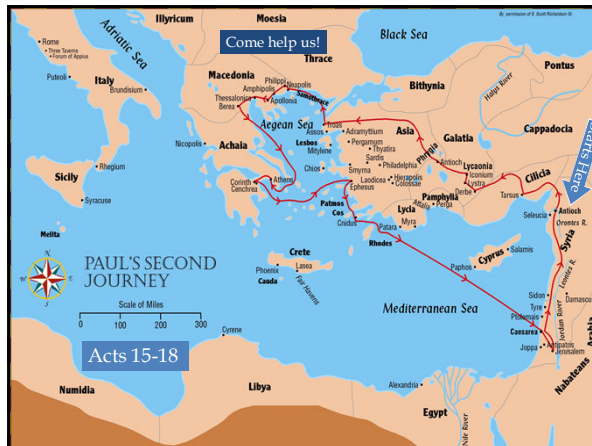 By permission of D. Scott Richardson ©
Illyricum
Moesia
Black Sea
Adriatic Sea
Come help us!
Thrace
Rome
Three Taverns
Forum of Appius
Puteoli
Italy
Brundisium
Macedonia
Philippi
Neapolis
Amphipolis
Thessalonica
Apollonia
Berea
Samothrace
Bithynia
Pontus
Halys River
Cappadocia
Aegean Sea
Troas
Assos
Adramyttium
Asia
Galatia
Nicopolis
Achaia
Lesbos
Mitylene
Pergamum
Thyatira
Sardis
Philadelphia
Phrygia
Antioch
Lycaonia
Iconium
Lystra
Derbe
Cilicia
Tarsus
Starts Here
Rhegium
Sicily
Syracuse
Chios
Smyrna
Laodicea
Hierapolis
Colossae
Ephesus
Corinth
Athens
Cenchrea
Pamphylia
Attalia
Perga
Antioch
Seleucia
Orontes R.
Patmos
Cos
Cnidus
Lycia
Patara
Myra
Rhodes
Syria
Melita
N
W
E
S
PAUL'S SECOND
JOURNEY
Crete
Phoenix
Lasea
Cauda
Fair Havens
Cyprus
Salamis
Paphos
Leontes R.
Sidon
Damascus
Tyre
Ptolemais
Scale of Miles
0
100
200
300
Mediterranean Sea
Caesarea
Jordan River
Joppa
Antipatris
Jerusalem
Arabia
Nabateans
Acts 15-18
Cyrene
Numidia
Libya
Alexandria
Egypt
Nile River